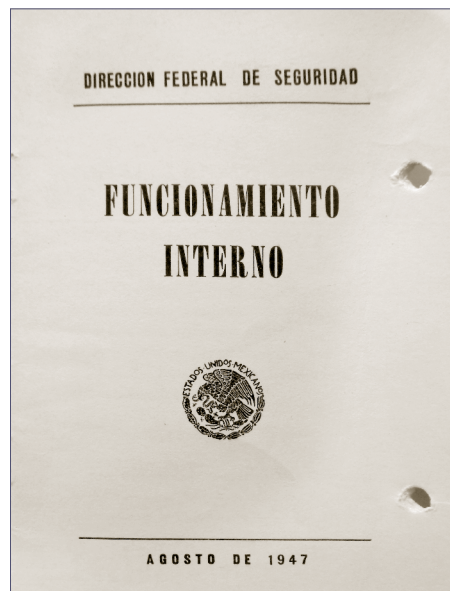 DIRECCION FEDERAL DE SEGURIDAD
FUNCIONAMIENTO
INTERNO
ESTADOS UNIDOS MEXICANOS
AGOSTO DE 1947